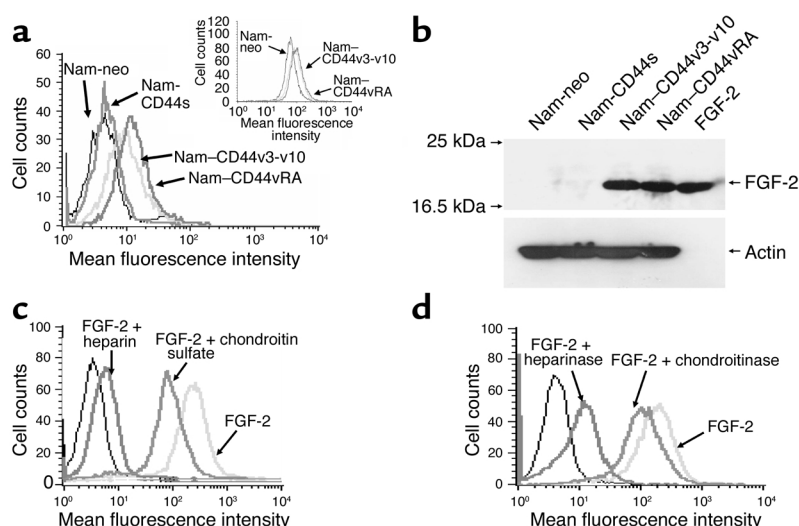 a
60
50
40
30
20
10
0
Cell counts
Nam-neo
Nam-
CD44s
Nam–CD44v3-v10
Nam–CD44vRA
10⁰ 10¹ 10² 10³ 10⁴
Mean fluorescence intensity
120
100
80
60
40
20
0
Cell counts
Nam-
neo
Nam–
CD44v3-v10
Nam–
CD44vRA
10⁰ 10¹ 10² 10³ 10⁴
Mean fluorescence
intensity
b
Nam-neo
Nam-CD44s
Nam–CD44v3-v10
Nam–CD44vRA
FGF-2
25 kDa
16.5 kDa
FGF-2
Actin
c
100
80
60
40
20
0
Cell counts
FGF-2 +
heparin
FGF-2 + chondroitin
sulfate
FGF-2
10⁰ 10¹ 10² 10³ 10⁴
Mean fluorescence intensity
d
100
80
60
40
20
0
Cell counts
FGF-2 +
heparinase
FGF-2 + chondroitinase
FGF-2
10⁰ 10¹ 10² 10³ 10⁴
Mean fluorescence intensity